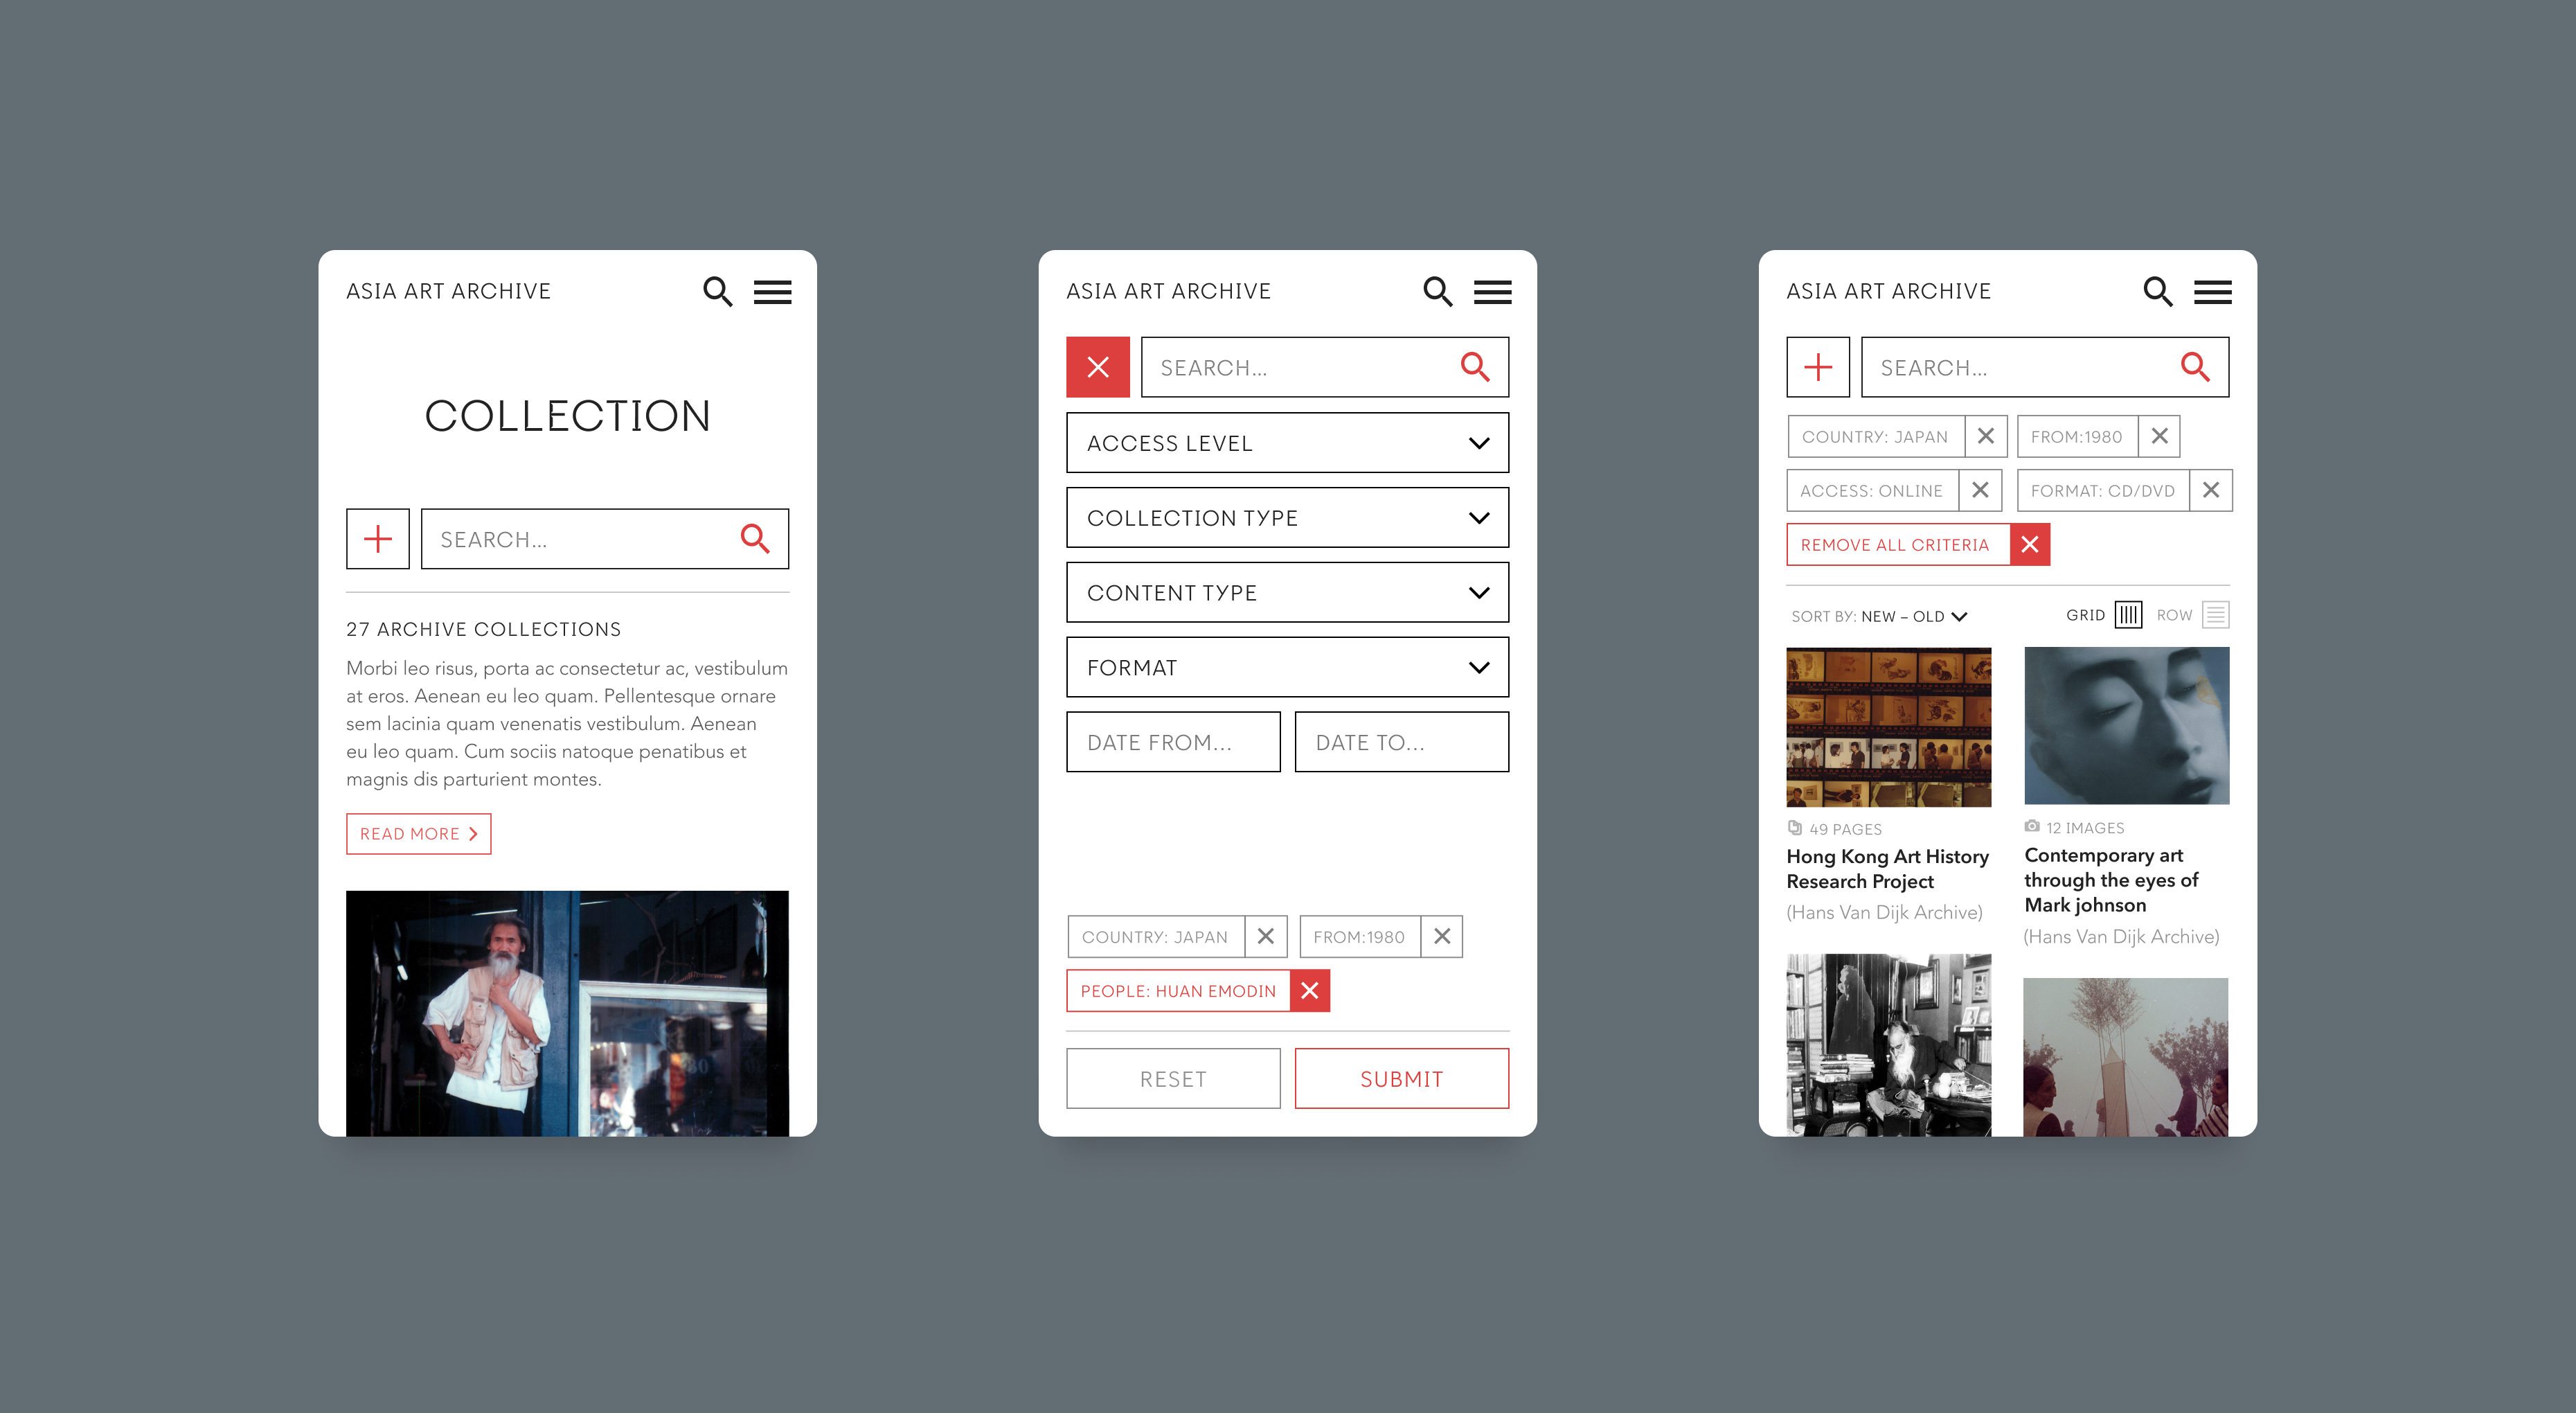 ASIA ART ARCHIVE
COLLECTION
SEARCH...
27 ARCHIVE COLLECTIONS
Morbi leo risus, porta ac consectetur ac, vestibulum
at eros. Aenean eu leo quam. Pellentesque ornare
sem lacinia quam venenatis vestibulum. Aenean
eu leo quam. Cum sociis natoque penatibus et
magnis dis parturient montes.
READ MORE
ASIA ART ARCHIVE
SEARCH...
ACCESS LEVEL
COLLECTION TYPE
CONTENT TYPE
FORMAT
DATE FROM... DATE TO...
COUNTRY: JAPAN FROM:1980
PEOPLE: HUAN EMODIN
RESET SUBMIT
ASIA ART ARCHIVE
SEARCH...
COUNTRY: JAPAN FROM:1980
ACCESS: ONLINE FORMAT: CD/DVD
REMOVE ALL CRITERIA
SORT BY: NEW – OLD GRID ROW
49 PAGES
Hong Kong Art History
Research Project
(Hans Van Dijk Archive)
12 IMAGES
Contemporary art
through the eyes of
Mark johnson
(Hans Van Dijk Archive)